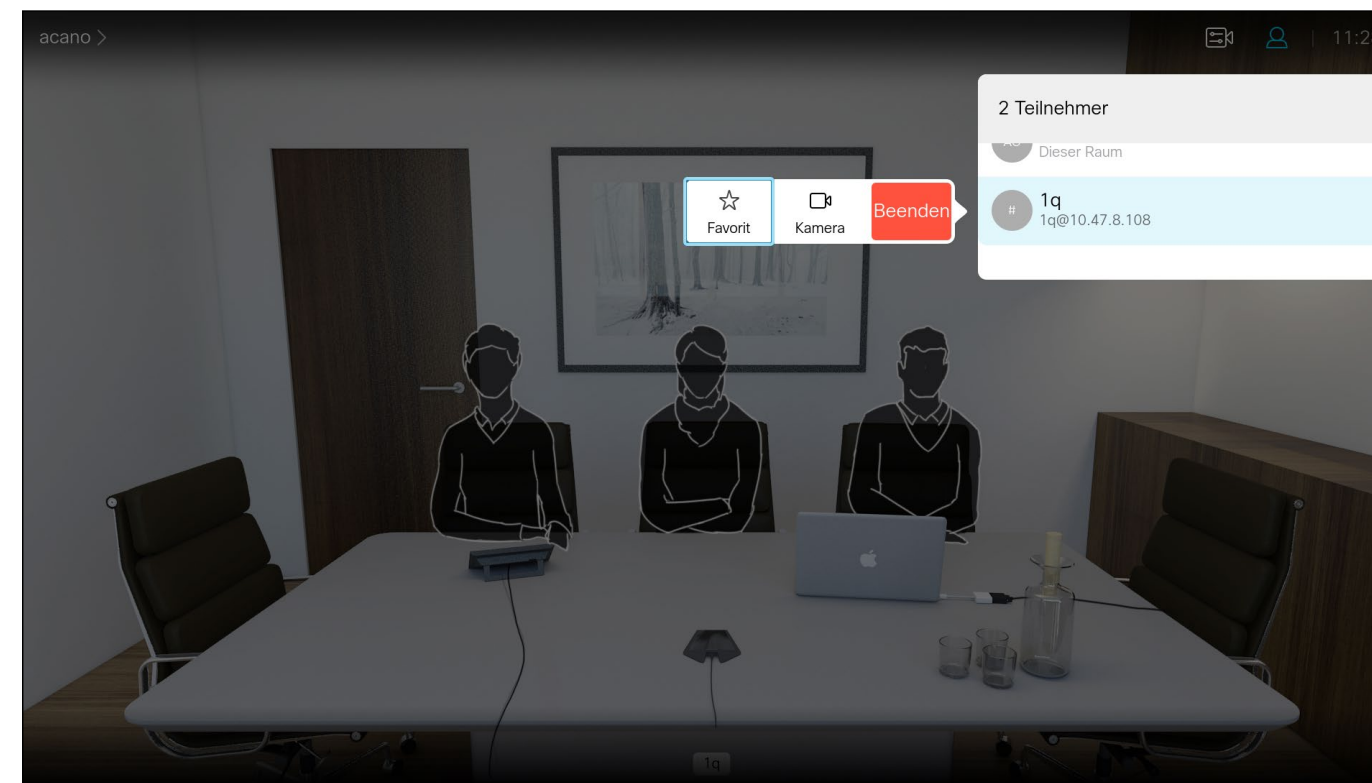 acano >
11:2
2 Teilnehmer
Dieser Raum
Favorit
Kamera
Beenden
#
1q
1q@10.47.8.108
1q